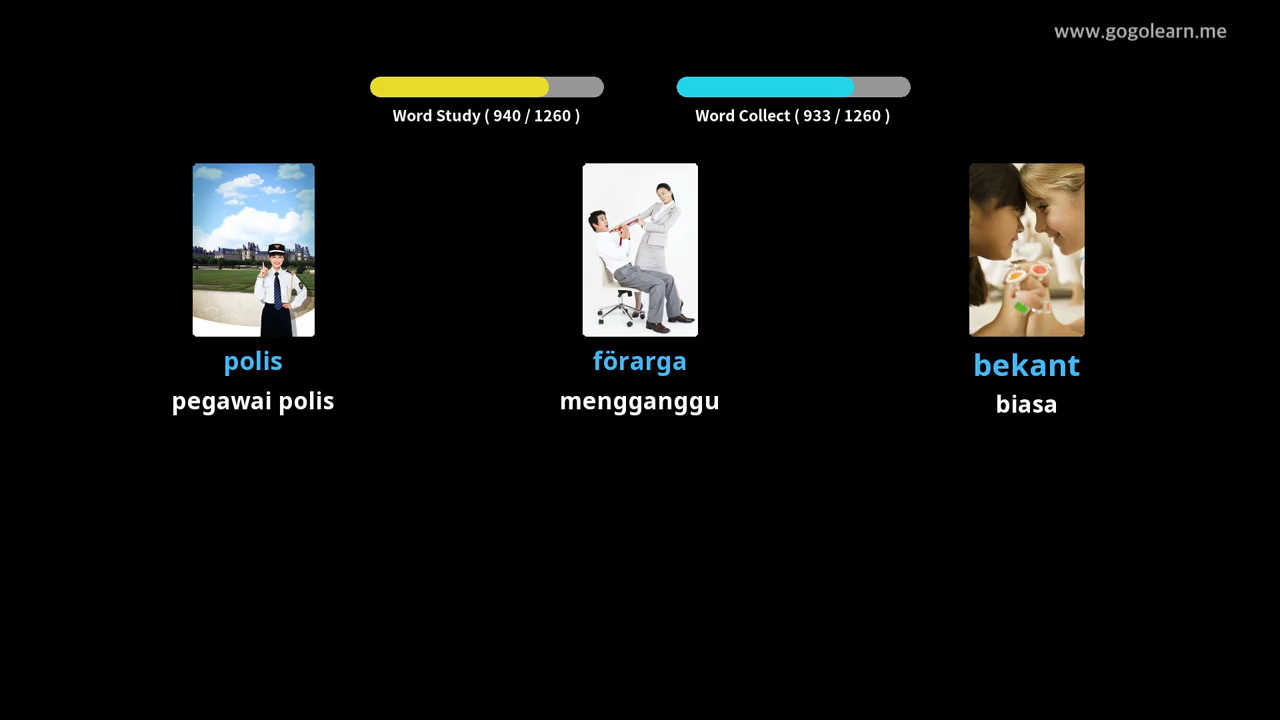 www.gogolearn.me
Word Study ( 940 / 1260 )
Word Collect ( 933 / 1260 )
polis
pegawai polis
förarga
mengganggu
bekant
biasa